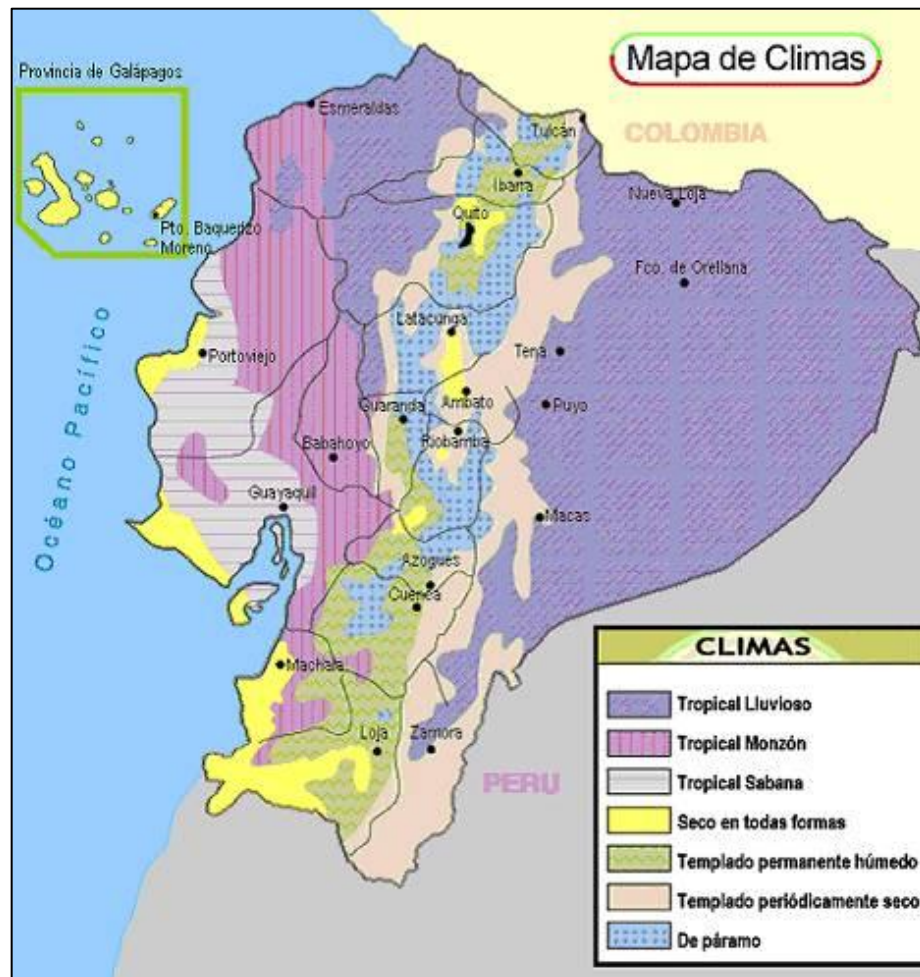 Mapa de Climas
Provincia de Galápagos
Esmeraldas
Tulcán
COLOMBIA
Ibarra
Nueva Loja
Quito
Pto. Baquerizo
Moreno
Fco. de Orellana
Latacunga
Portoviejo
Tena
Ambato
Guaranda
Puyo
Riobamba
Babahoyo
Océano Pacífico
Guayaquil
Macas
Azogues
Cuenca
CLIMAS
Machala
Tropical Lluvioso
Loja
Zamora
Tropical Monzón
PERU
Tropical Sabana
Seco en todas formas
Templado permanente húmedo
Templado periódicamente seco
De páramo